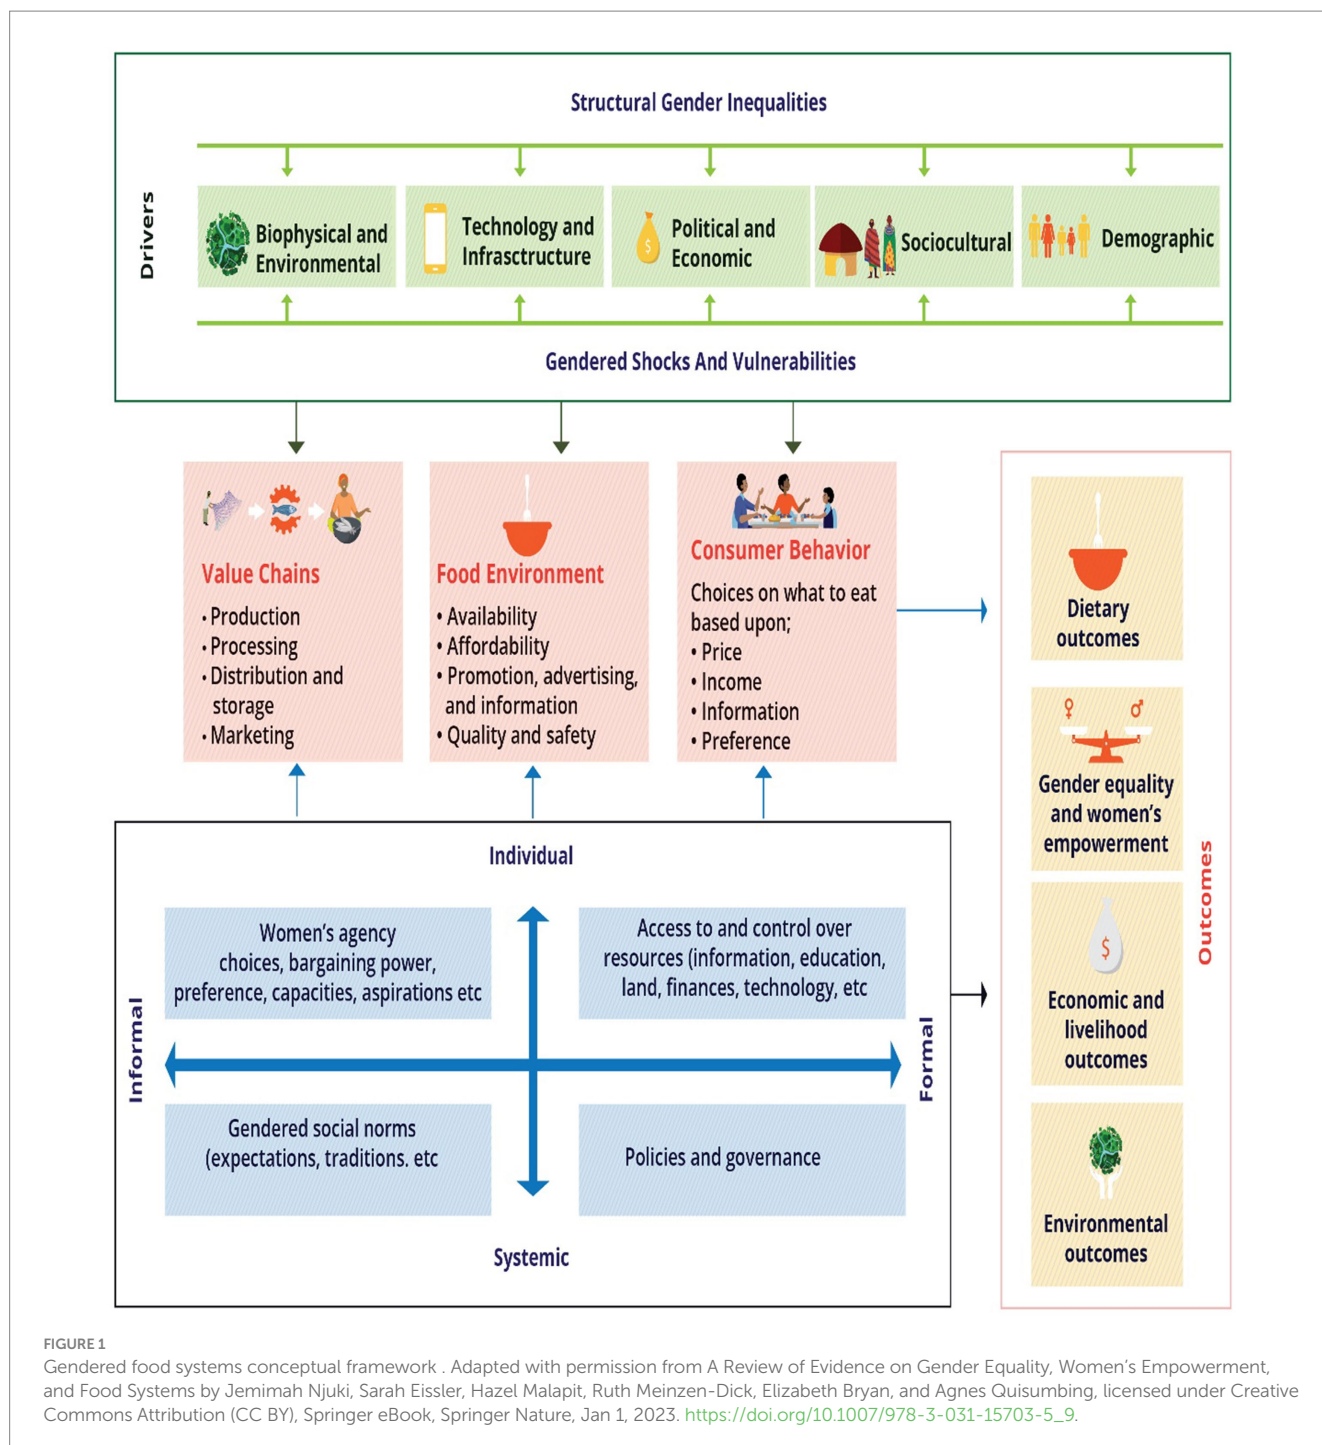 Structural Gender Inequalities
Drivers
Biophysical and
Environmental
Technology and
Infrasctructure
$
Political and
Economic
Sociocultural
Demographic
Gendered Shocks And Vulnerabilities
Value Chains
• Production
• Processing
• Distribution and
storage
• Marketing
Food Environment
• Availability
• Affordability
• Promotion, advertising,
and information
• Quality and safety
Consumer Behavior
Choices on what to eat
based upon;
• Price
• Income
• Information
• Preference
Dietary
outcomes
♀ ♂
Gender equality
and women's
empowerment
$
Economic and
livelihood
outcomes
Environmental
outcomes
Outcomes
Individual
Women's agency
choices, bargaining power,
preference, capacities, aspirations etc
Access to and control over
resources (information, education,
land, finances, technology, etc
Informal
Formal
Gendered social norms
(expectations, traditions. etc
Policies and governance
Systemic
FIGURE 1
Gendered food systems conceptual framework . Adapted with permission from A Review of Evidence on Gender Equality, Women's Empowerment,
and Food Systems by Jemimah Njuki, Sarah Eissler, Hazel Malapit, Ruth Meinzen-Dick, Elizabeth Bryan, and Agnes Quisumbing, licensed under Creative
Commons Attribution (CC BY), Springer eBook, Springer Nature, Jan 1, 2023. https://doi.org/10.1007/978-3-031-15703-5_9.